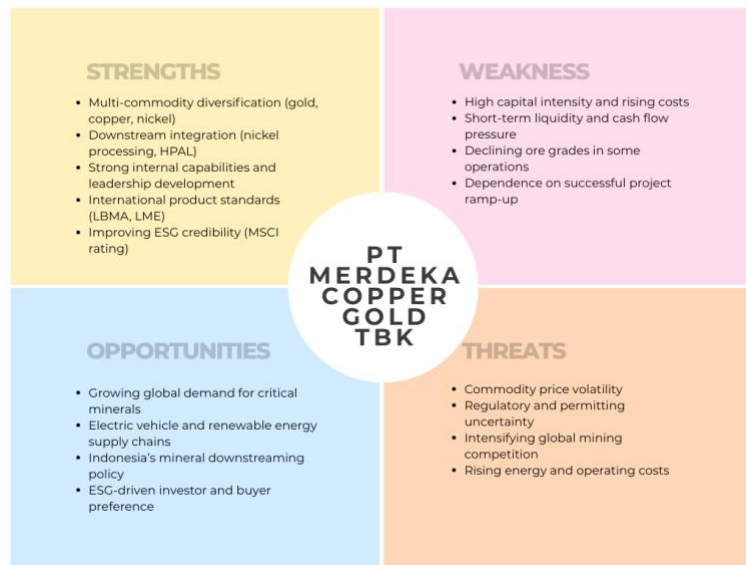 STRENGTHS
• Multi-commodity diversification (gold,
copper, nickel)
• Downstream integration (nickel
processing, HPAL)
• Strong internal capabilities and
leadership development
• International product standards
(LBMA, LME)
• Improving ESG credibility (MSCI
rating)
WEAKNESS
• High capital intensity and rising costs
• Short-term liquidity and cash flow
pressure
• Declining ore grades in some
operations
• Dependence on successful project
ramp-up
PT
MERDEKA
COPPER
GOLD
TBK
OPPORTUNITIES
• Growing global demand for critical
minerals
• Electric vehicle and renewable energy
supply chains
• Indonesia's mineral downstreaming
policy
• ESG-driven investor and buyer
preference
THREATS
• Commodity price volatility
• Regulatory and permitting
uncertainty
• Intensifying global mining
competition
• Rising energy and operating costs